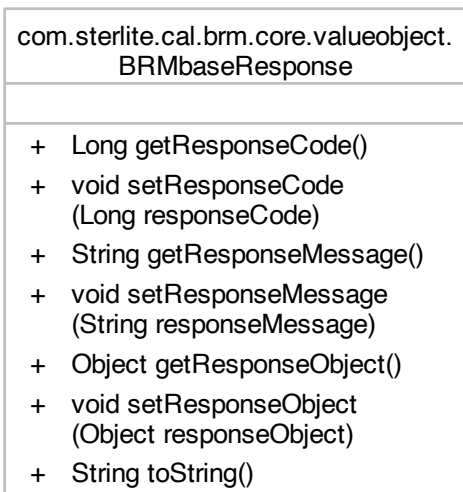 com.sterlite.cal.brm.core.valueobject.
BRMbaseResponse
+ Long getResponseCode()
+ void setResponseCode
(Long responseCode)
+ String getResponseMessage()
+ void setResponseMessage
(String responseMessage)
+ Object getResponseObject()
+ void setResponseObject
(Object responseObject)
+ String toString()